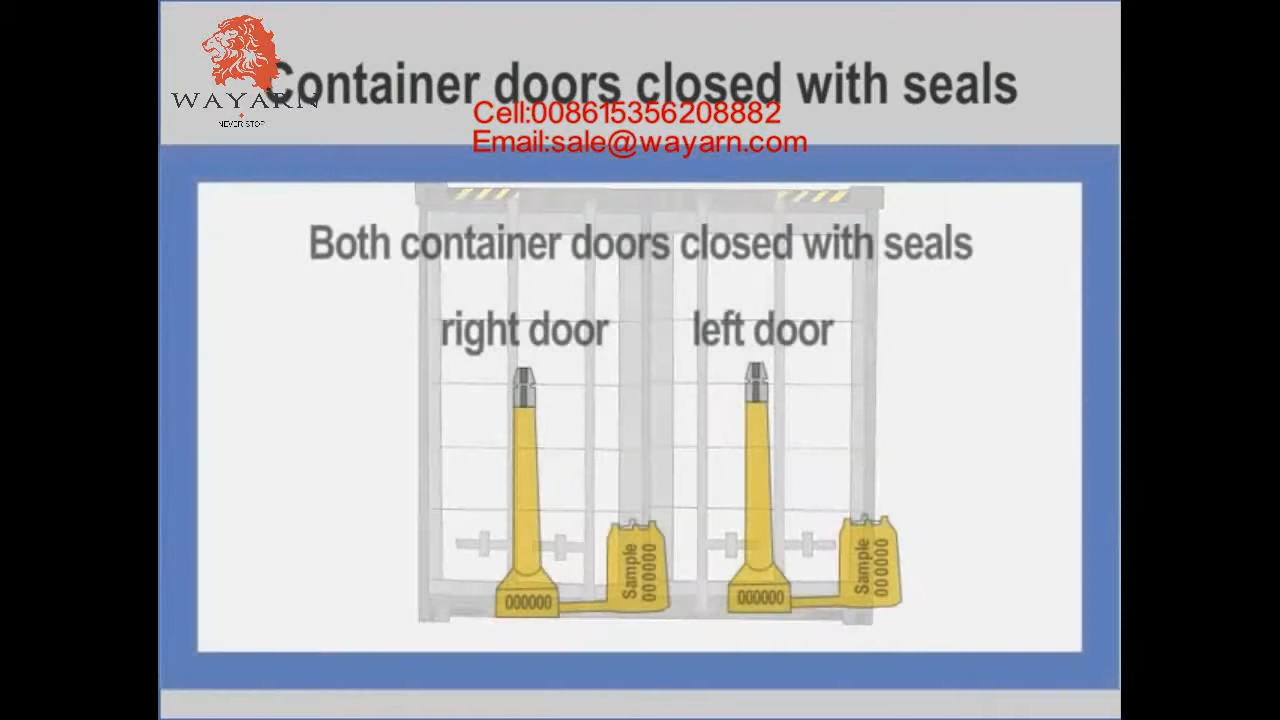 Container doors closed with seals
WAYARN
NEVER STOP
Cell:008615356208882
Email:sale@wayarn.com
Both container doors closed with seals
right door
left door
Sample
000000
000000
Sample
000000
000000